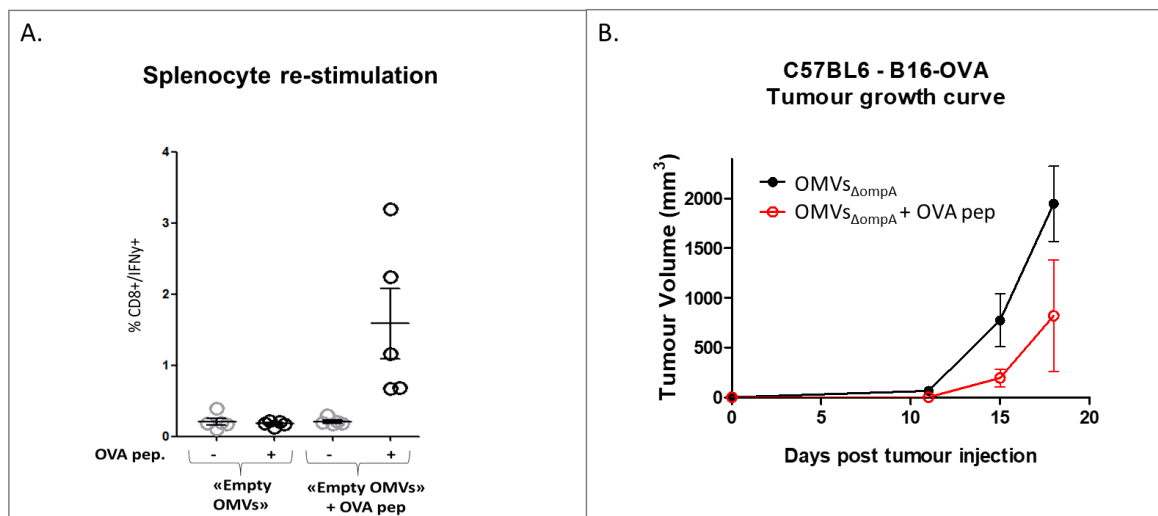 A.
Splenocyte re-stimulation
% CD8+/IFNγ+
4
3
2
1
0
OVA pep. - + - +
«Empty
OMVs»
«Empty OMVs»
+ OVA pep
B.
C57BL6 - B16-OVA
Tumour growth curve
Tumour Volume (mm³)
2000
1500
1000
500
0
OMVsΔompA
OMVsΔompA + OVA pep
0 5 10 15 20
Days post tumour injection